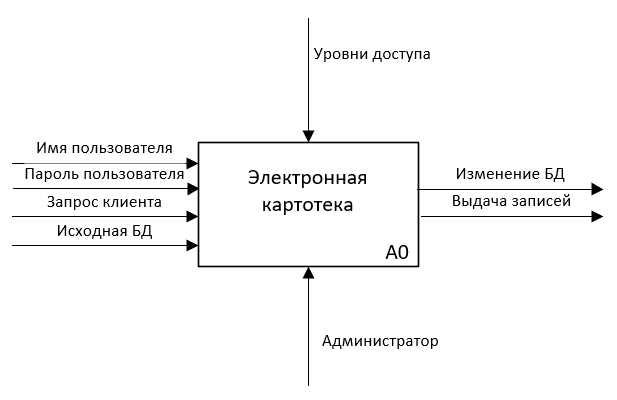 Уровни доступа
Имя пользователя
Пароль пользователя
Запрос клиента
Исходная БД
Электронная
картотека
A0
Изменение БД
Выдача записей
Администратор